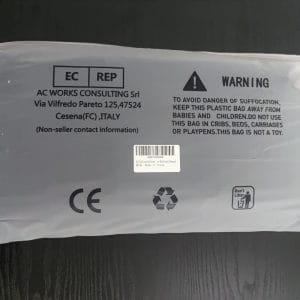 EC REP
AC WORKS CONSULTING Srl
Via Vilfredo Pareto 125,47524
Cesena(FC) ,ITALY
(Non-seller contact information)
WARNING
TO AVOID DANGER OF SUFFOCATION,
KEEP THIS PLASTIC BAG AWAY FROM
BABIES AND CHILDREN.DO NOT USE
THIS BAG IN CRIBS, BEDS, CARRIAGES
OR PLAYPENS.THIS BAG IS NOT A TOY.
CE
Don't
Litter